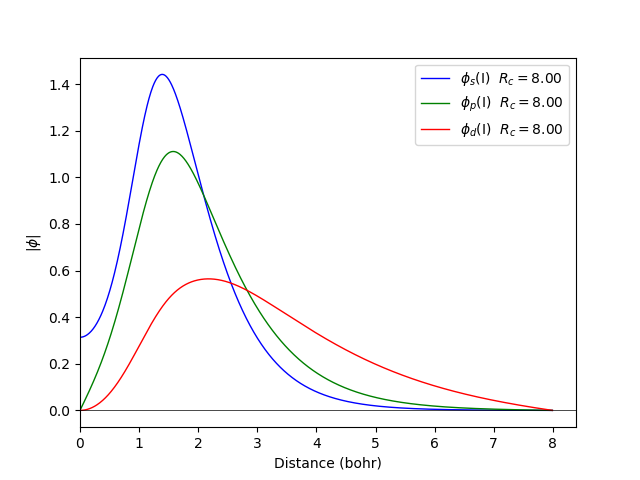 ϕs(I) Rc = 8.00
ϕp(I) Rc = 8.00
ϕd(I) Rc = 8.00
|ϕ|
1.4
1.2
1.0
0.8
0.6
0.4
0.2
0.0
0 1 2 3 4 5 6 7 8
Distance (bohr)